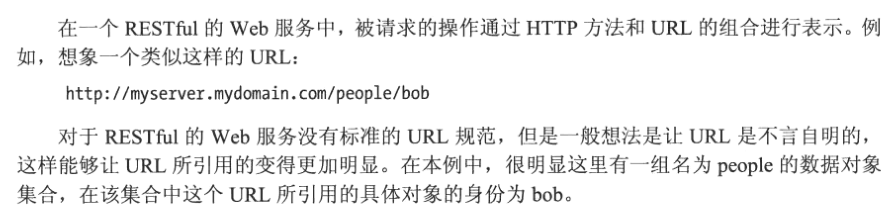 在一个 RESTful 的 Web 服务中，被请求的操作通过 HTTP 方法和 URL 的组合进行表示。例
如，想象一个类似这样的 URL：
http://myserver.mydomain.com/people/bob
对于 RESTful 的 Web 服务没有标准的 URL 规范，但是一般想法是让 URL 是不言自明的，
这样能够让 URL 所引用的变得更加明显。在本例中，很明显这里有一组名为 people 的数据对象
集合，在该集合中这个 URL 所引用的具体对象的身份为 bob。